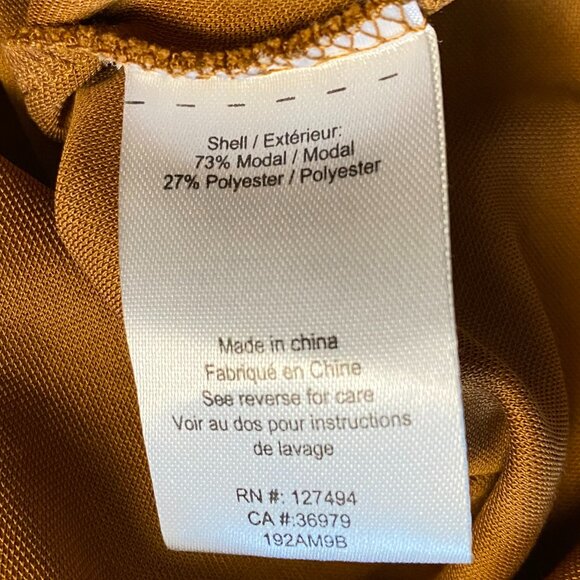 Shell / Extérieur:
73% Modal / Modal
27% Polyester / Polyester
Made in china
Fabriqué en Chine
See reverse for care
Voir au dos pour instructions
de lavage
RN #: 127494
CA #:36979
192AM9B